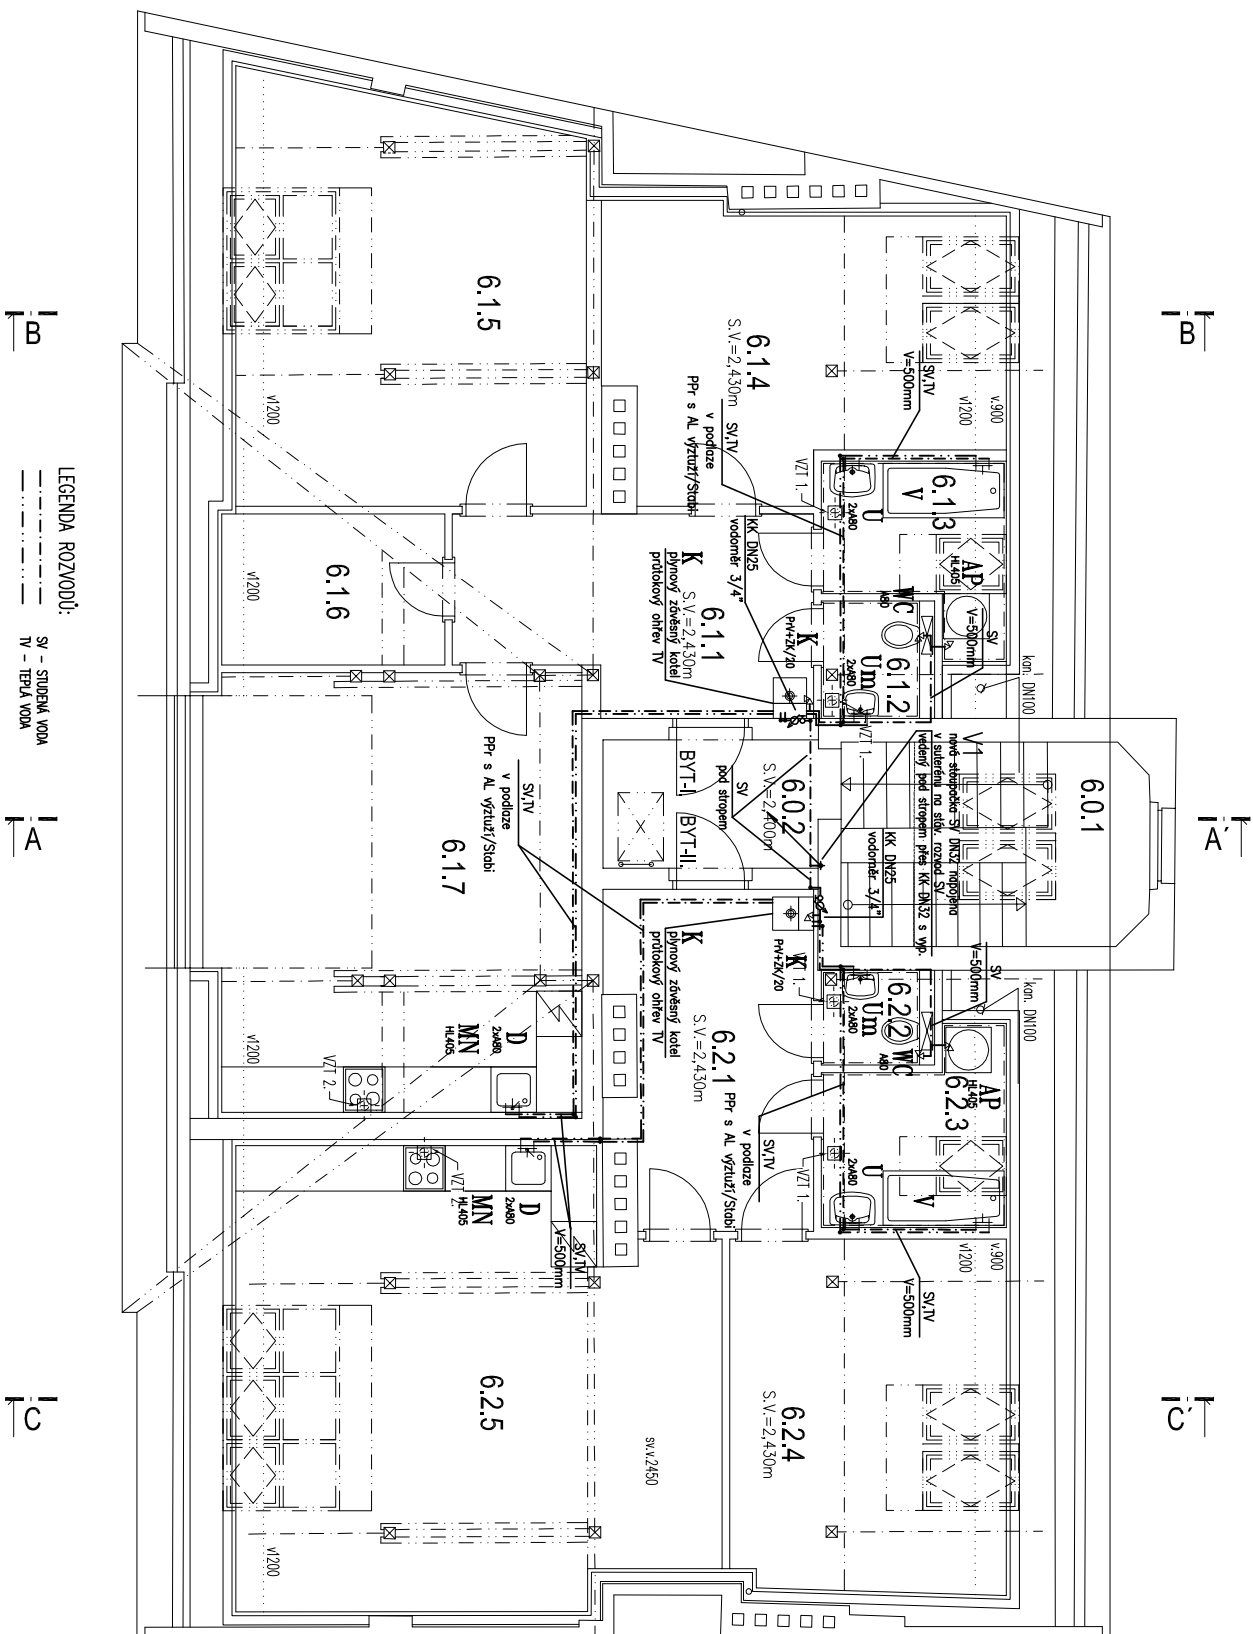 B
B´
A
A´
C
C´
6.1.5
v1200
6.1.4
S.V.=2,430m
SV,TV
v podlaze
PPr s AL výztuží/Stabi
SV,TV
V=500mm
v.900
v1200
VZT 1.
U
2xA80
V
6.1.3
AP
HL405
WC
A80
SV
V=500mm
kan. DN100
6.1.6
v1200
6.1.1
S.V.=2,430m
K
plynový závěsný kotel
průtokový ohřev TV
KK DN25
vodoměr 3/4"
K
PrV+ZK/20
Um
2xA80
6.1.2
VZT 1.
V1
nová stoupačka SV DN32 napojena
v suterénu na stáv. rozvod SV
vedený pod stropem přes KK DN32 s vyp.
6.0.1
BYT-I
BYT-II.
SV
pod stropem
6.0.2
S.V.=2,400m
KK DN25
vodoměr 3/4"
6.1.7
SV,TV
v podlaze
PPr s AL výztuží/Stabi
K
plynový závěsný kotel
průtokový ohřev TV
K
PrV+ZK/20
VZT 1.
SV
V=500mm
kan. DN100
6.2.2
Um
2xA80
WC
A80
v1200
VZT 2.
MN
HL405
D
2xA80
6.2.1
S.V.=2,430m
PPr s AL výztuží/Stabi
v podlaze
SV,TV
6.2.3
AP
HL405
VZT 1.
U
2xA80
V
VZT 2.
MN
HL405
D
2xA80
SV,TV
V=500mm
SV,TV
V=500mm
v.900
v1200
6.2.5
6.2.4
S.V.=2,430m
sv.v.2450
v1200
LEGENDA ROZVODŮ:
SV - STUDENÁ VODA
TV - TEPLÁ VODA